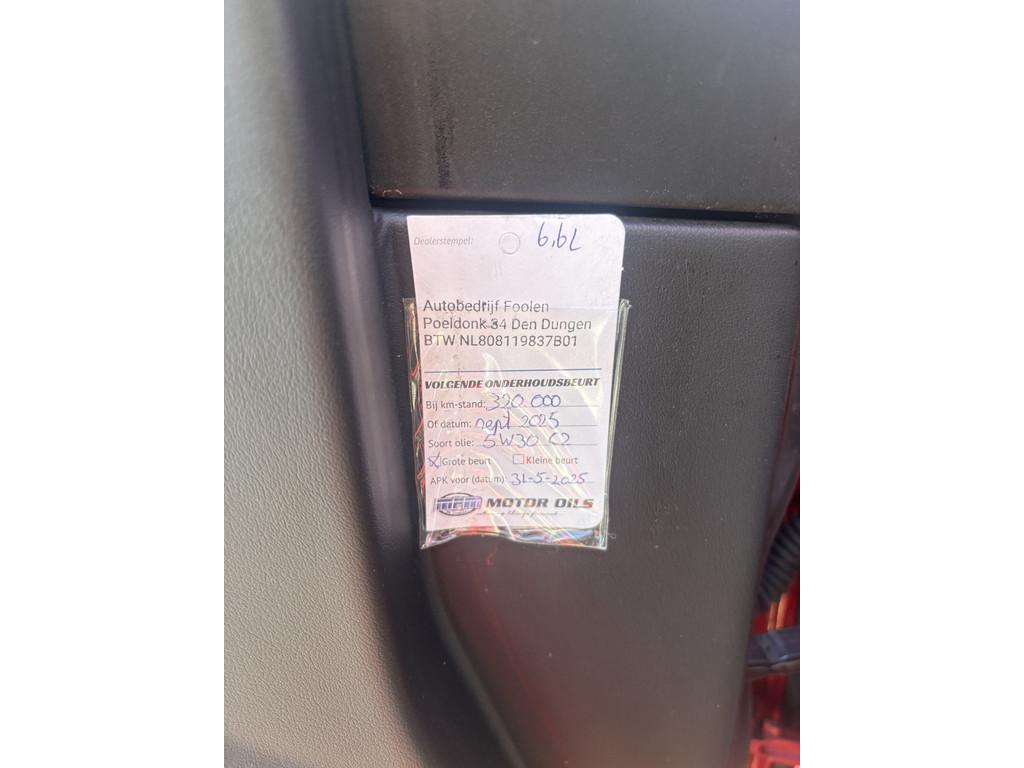 Dealerstempel:
6,6L
Autobedrijf Foolen
Poeldonk 34 Den Dungen
BTW NL808119837B01
VOLGENDE ONDERHOUDSBEURT
Bij km-stand: 320 000
Of datum: sept 2025
Soort olie: 5W30 C2
Grote beurt Kleine beurt
APK voor (datum): 31-5-2025
MPM MOTOR OILS